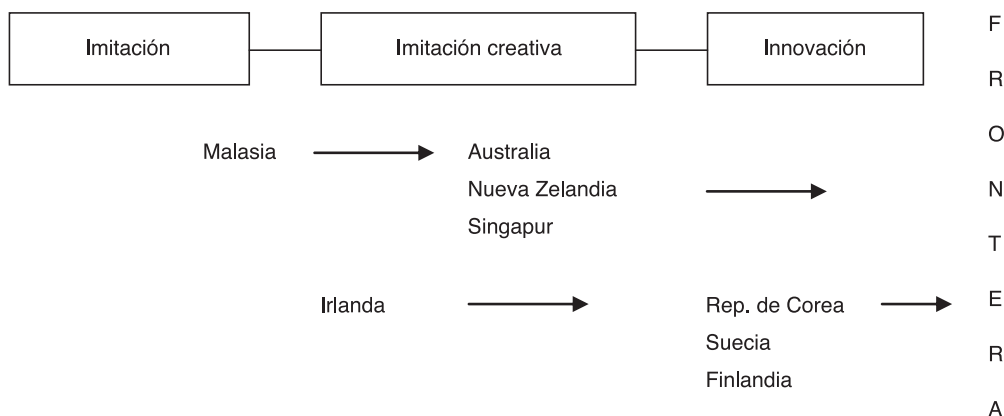 Imitación
Imitación creativa
Innovación
Malasia
Australia
Nueva Zelandia
Singapur
Irlanda
Rep. de Corea
Suecia
Finlandia
F
R
O
N
T
E
R
A